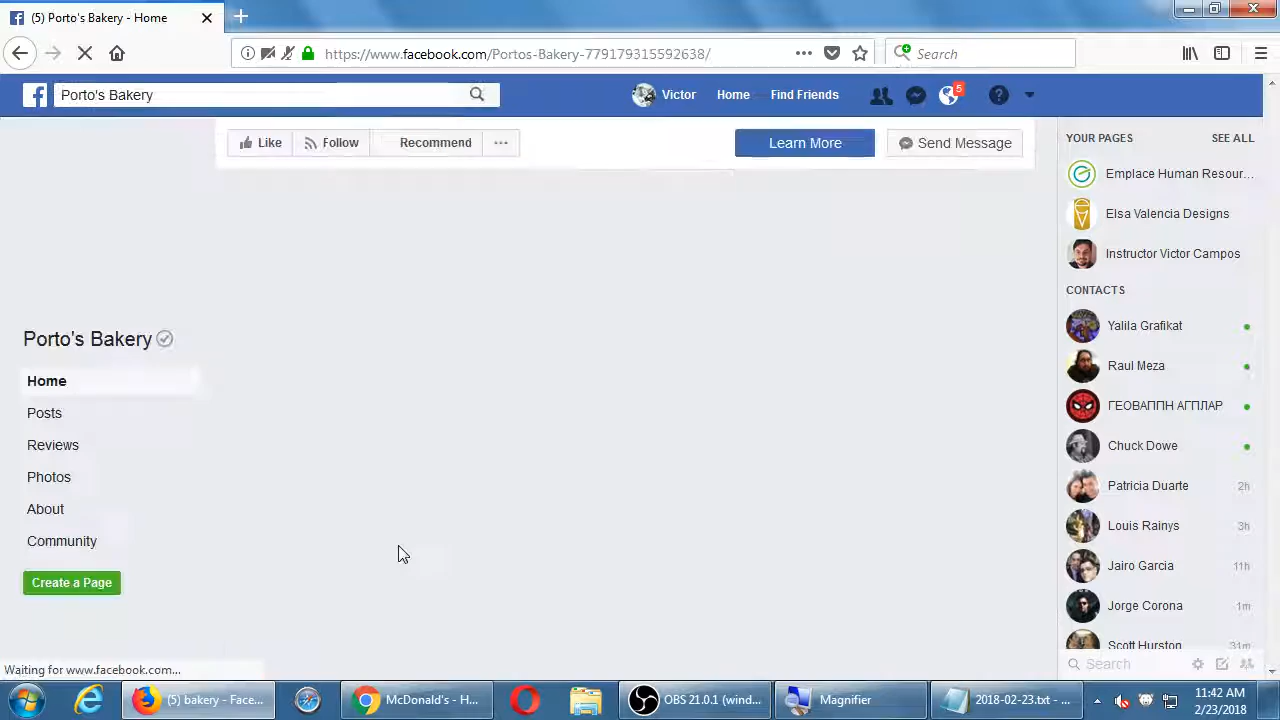 (5) Porto's Bakery - Home
https://www.facebook.com/Portos-Bakery-779179315592638/
Search
Porto's Bakery
Victor
Home
Find Friends
5
Like
Follow
Recommend
Learn More
Send Message
YOUR PAGES
SEE ALL
Emplace Human Resour...
Elsa Valencia Designs
Instructor Victor Campos
CONTACTS
Yalila Grafikat
Raul Meza
ГЕОВАППН АГПЛАР
Chuck Dowe
Patricia Duarte 2h
Louis Rainys 3h
Jairo Garcia 11h
Jorge Corona 1m
Scott Hurston 31m
Search
Porto's Bakery
Home
Posts
Reviews
Photos
About
Community
Create a Page
Waiting for www.facebook.com...
(5) bakery - Face...
McDonald's - H...
OBS 21.0.1 (wind...
Magnifier
2018-02-23.txt - ...
11:42 AM
2/23/2018